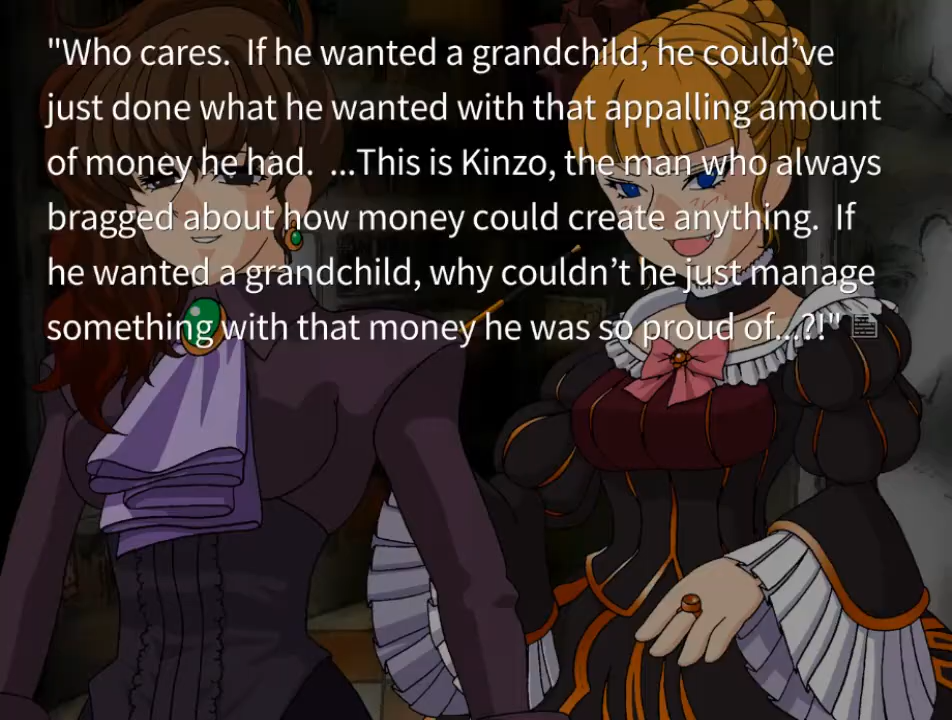 "Who cares.  If he wanted a grandchild, he could’ve
just done what he wanted with that appalling amount
of money he had.  ...This is Kinzo, the man who always
bragged about how money could create anything.  If
he wanted a grandchild, why couldn’t he just manage
something with that money he was so proud of...?!"